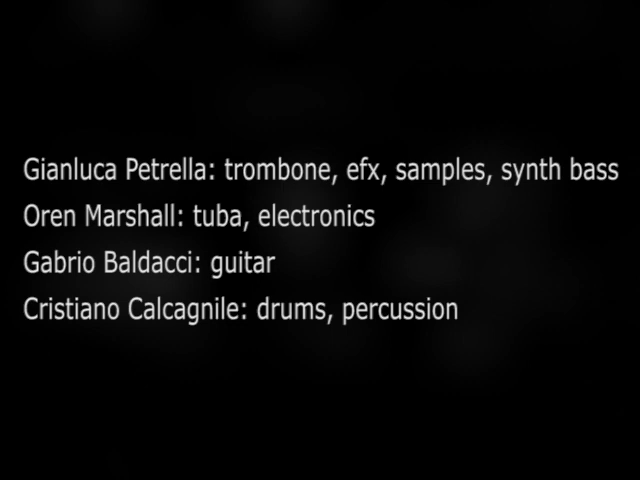 Gianluca Petrella: trombone, efx, samples, synth bass
Oren Marshall: tuba, electronics
Gabrio Baldacci: guitar
Cristiano Calcagnile: drums, percussion